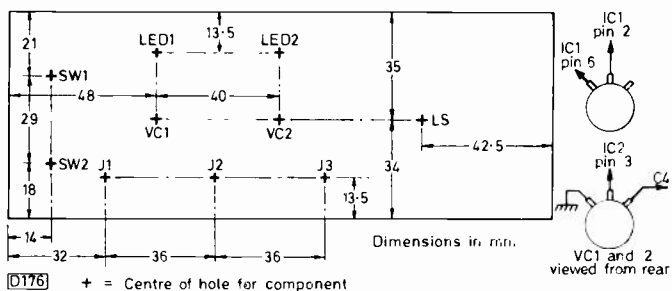 21
LED1
13·5
LED2
35
IC1
pin 2
IC1
pin 6
SW1
48
40
29
VC1
VC2
LS
42·5
IC2
pin 3
SW2
J1
J2
J3
34
C4
18
13·5
14
32
36
36
Dimensions in mm.
VC1 and 2
viewed from rear
D176
+ = Centre of hole for component